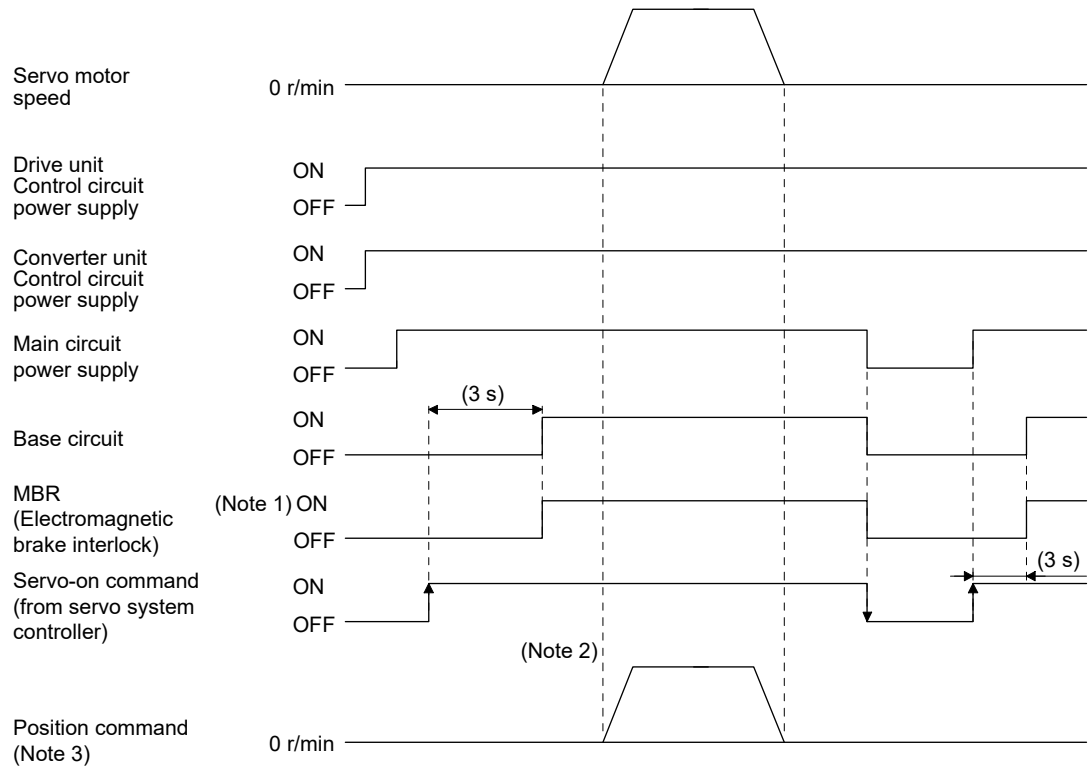 Servo motor
speed
0 r/min
Drive unit
Control circuit
power supply
ON
OFF
Converter unit
Control circuit
power supply
ON
OFF
Main circuit
power supply
ON
OFF
(3 s)
Base circuit
ON
OFF
MBR
(Electromagnetic
brake interlock)
(Note 1) ON
OFF
(3 s)
Servo-on command
(from servo system
controller)
ON
OFF
(Note 2)
Position command
(Note 3)
0 r/min